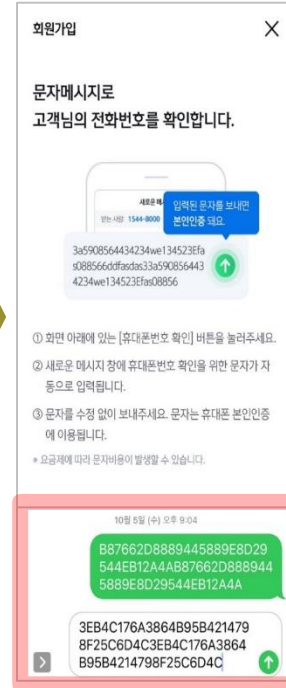 회원가입
문자메시지로
고객님의 전화번호를 확인합니다.
받는 사람: 1544-8000
입력된 문자를 보내면
본인인증 돼요.
3a5908564434234we134523Efa
s088566ddfasdas33a590856443
4234we134523Efas08856
① 화면 아래에 있는 [휴대폰번호 확인] 버튼을 눌러주세요.
② 새로운 메시지 창에 휴대폰번호 확인을 위한 문자가 자
동으로 입력됩니다.
③ 문자를 수정 없이 보내주세요. 문자는 휴대폰 본인인증
에 이용됩니다.
* 요금제에 따라 문자비용이 발생할 수 있습니다.
10월 5일 (수) 오후 9:04
B87662D8889445889E8D29
544EB12A4AB87662D888944
5889E8D29544EB12A4A
3EB4C176A3864B95B421479
8F25C6D4C3EB4C176A3864
B95B4214798F25C6D4C